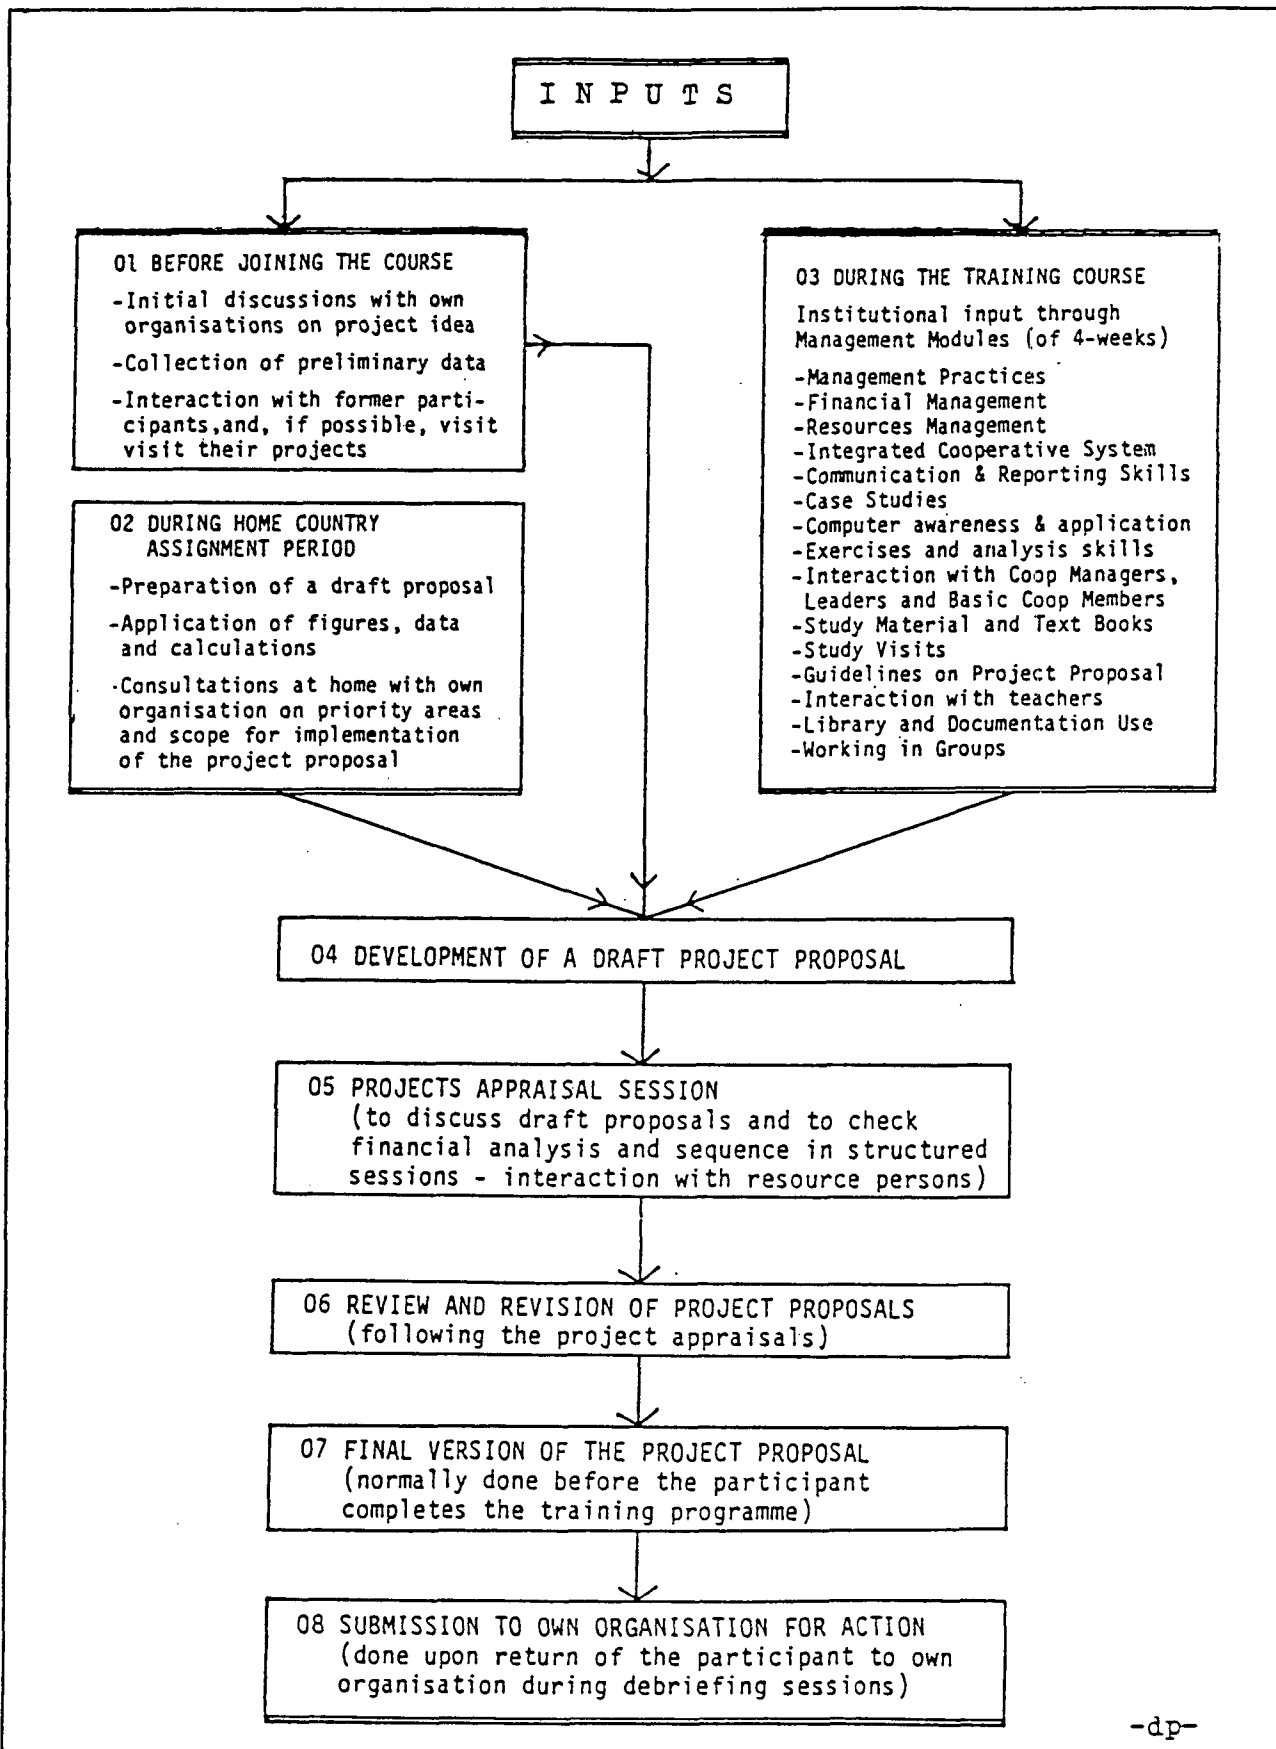 I N P U T S
01 BEFORE JOINING THE COURSE
-Initial discussions with own
organisations on project idea
-Collection of preliminary data
-Interaction with former parti-
cipants,and, if possible, visit
visit their projects
02 DURING HOME COUNTRY
ASSIGNMENT PERIOD
-Preparation of a draft proposal
-Application of figures, data
and calculations
-Consultations at home with own
organisation on priority areas
and scope for implementation
of the project proposal
03 DURING THE TRAINING COURSE
Institutional input through
Management Modules (of 4-weeks)
-Management Practices
-Financial Management
-Resources Management
-Integrated Cooperative System
-Communication & Reporting Skills
-Case Studies
-Computer awareness & application
-Exercises and analysis skills
-Interaction with Coop Managers,
Leaders and Basic Coop Members
-Study Material and Text Books
-Study Visits
-Guidelines on Project Proposal
-Interaction with teachers
-Library and Documentation Use
-Working in Groups
04 DEVELOPMENT OF A DRAFT PROJECT PROPOSAL
05 PROJECTS APPRAISAL SESSION
(to discuss draft proposals and to check
financial analysis and sequence in structured
sessions - interaction with resource persons)
06 REVIEW AND REVISION OF PROJECT PROPOSALS
(following the project appraisals)
07 FINAL VERSION OF THE PROJECT PROPOSAL
(normally done before the participant
completes the training programme)
08 SUBMISSION TO OWN ORGANISATION FOR ACTION
(done upon return of the participant to own
organisation during debriefing sessions)
-dp-